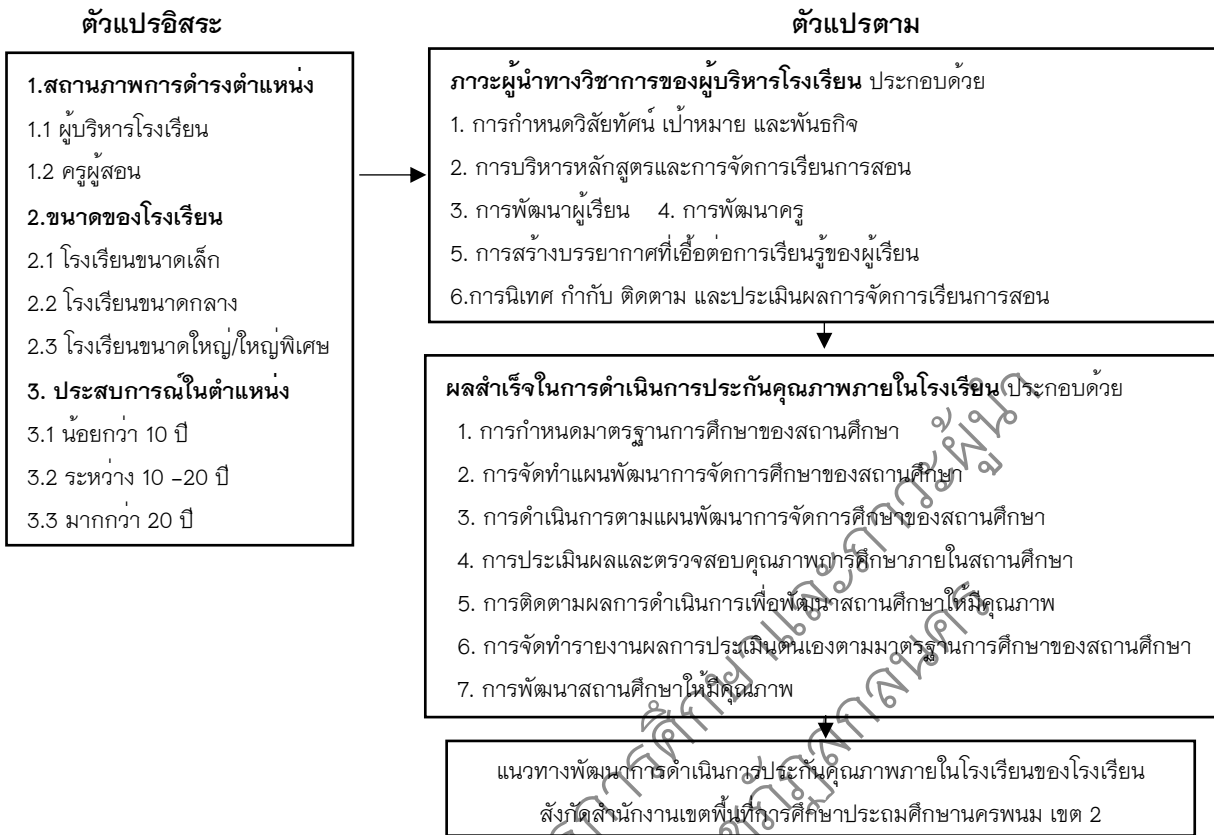 ตัวแปรอิสระ
1.สถานภาพการดำรงตำแหน่ง
1.1 ผู้บริหารโรงเรียน
1.2 ครูผู้สอน
2.ขนาดของโรงเรียน
2.1 โรงเรียนขนาดเล็ก
2.2 โรงเรียนขนาดกลาง
2.3 โรงเรียนขนาดใหญ่/ใหญ่พิเศษ
3. ประสบการณ์ในตำแหน่ง
3.1 น้อยกว่า 10 ปี
3.2 ระหว่าง 10 –20 ปี
3.3 มากกว่า 20 ปี
ตัวแปรตาม
ภาวะผู้นำทางวิชาการของผู้บริหารโรงเรียน ประกอบด้วย
1. การกำหนดวิสัยทัศน์ เป้าหมาย และพันธกิจ
2. การบริหารหลักสูตรและการจัดการเรียนการสอน
3. การพัฒนาผู้เรียน 4. การพัฒนาครู
5. การสร้างบรรยากาศที่เอื้อต่อการเรียนรู้ของผู้เรียน
6.การนิเทศ กำกับ ติดตาม และประเมินผลการจัดการเรียนการสอน
ผลสำเร็จในการดำเนินการประกันคุณภาพภายในโรงเรียน ประกอบด้วย
1. การกำหนดมาตรฐานการศึกษาของสถานศึกษา
2. การจัดทำแผนพัฒนาการจัดการศึกษาของสถานศึกษา
3. การดำเนินการตามแผนพัฒนาการจัดการศึกษาของสถานศึกษา
4. การประเมินผลและตรวจสอบคุณภาพการศึกษาภายในสถานศึกษา
5. การติดตามผลการดำเนินการเพื่อพัฒนาสถานศึกษาให้มีคุณภาพ
6. การจัดทำรายงานผลการประเมินตนเองตามมาตรฐานการศึกษาของสถานศึกษา
7. การพัฒนาสถานศึกษาให้มีคุณภาพ
แนวทางพัฒนาการดำเนินการประกันคุณภาพภายในโรงเรียนของโรงเรียน
สังกัดสำนักงานเขตพื้นที่การศึกษาประถมศึกษานครพนม เขต 2